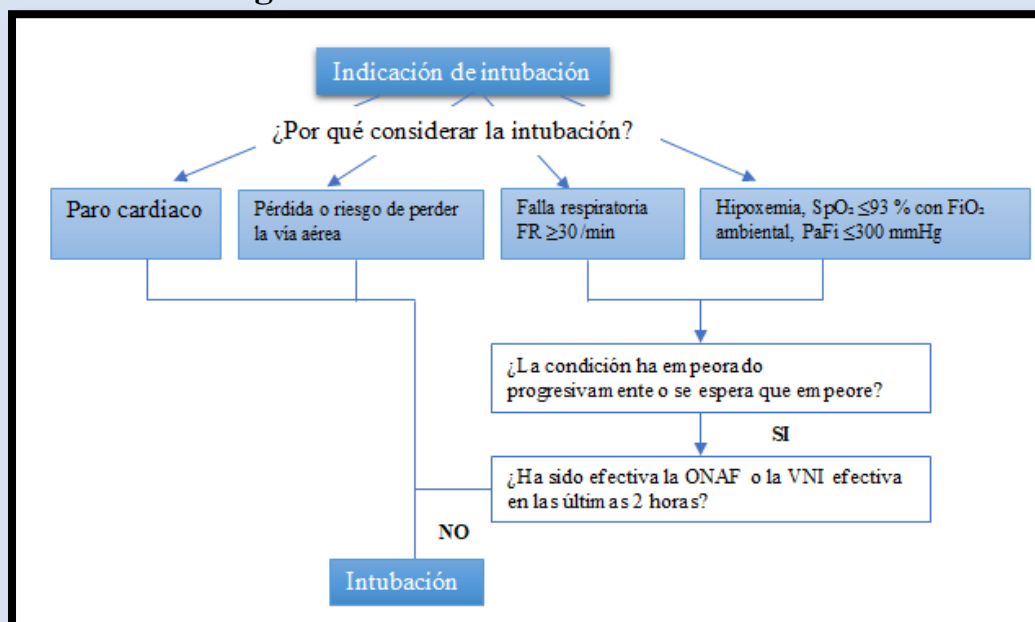 Indicación de intubación
¿Por qué considerar la intubación?
Paro cardiaco
Pérdida o riesgo de perder
la via aérea
Falla respiratoria
FR ≥30/min
Hipoxemia, SpO₂ ≤93 % con FiO₂
ambiental, PaFi ≤300 mmHg
¿La condición ha empeorado
progresivamente o se espera que empeore?
SI
¿Ha sido efectiva la ONAF o la VNI efectiva
en las últimas 2 horas?
NO
Intubación